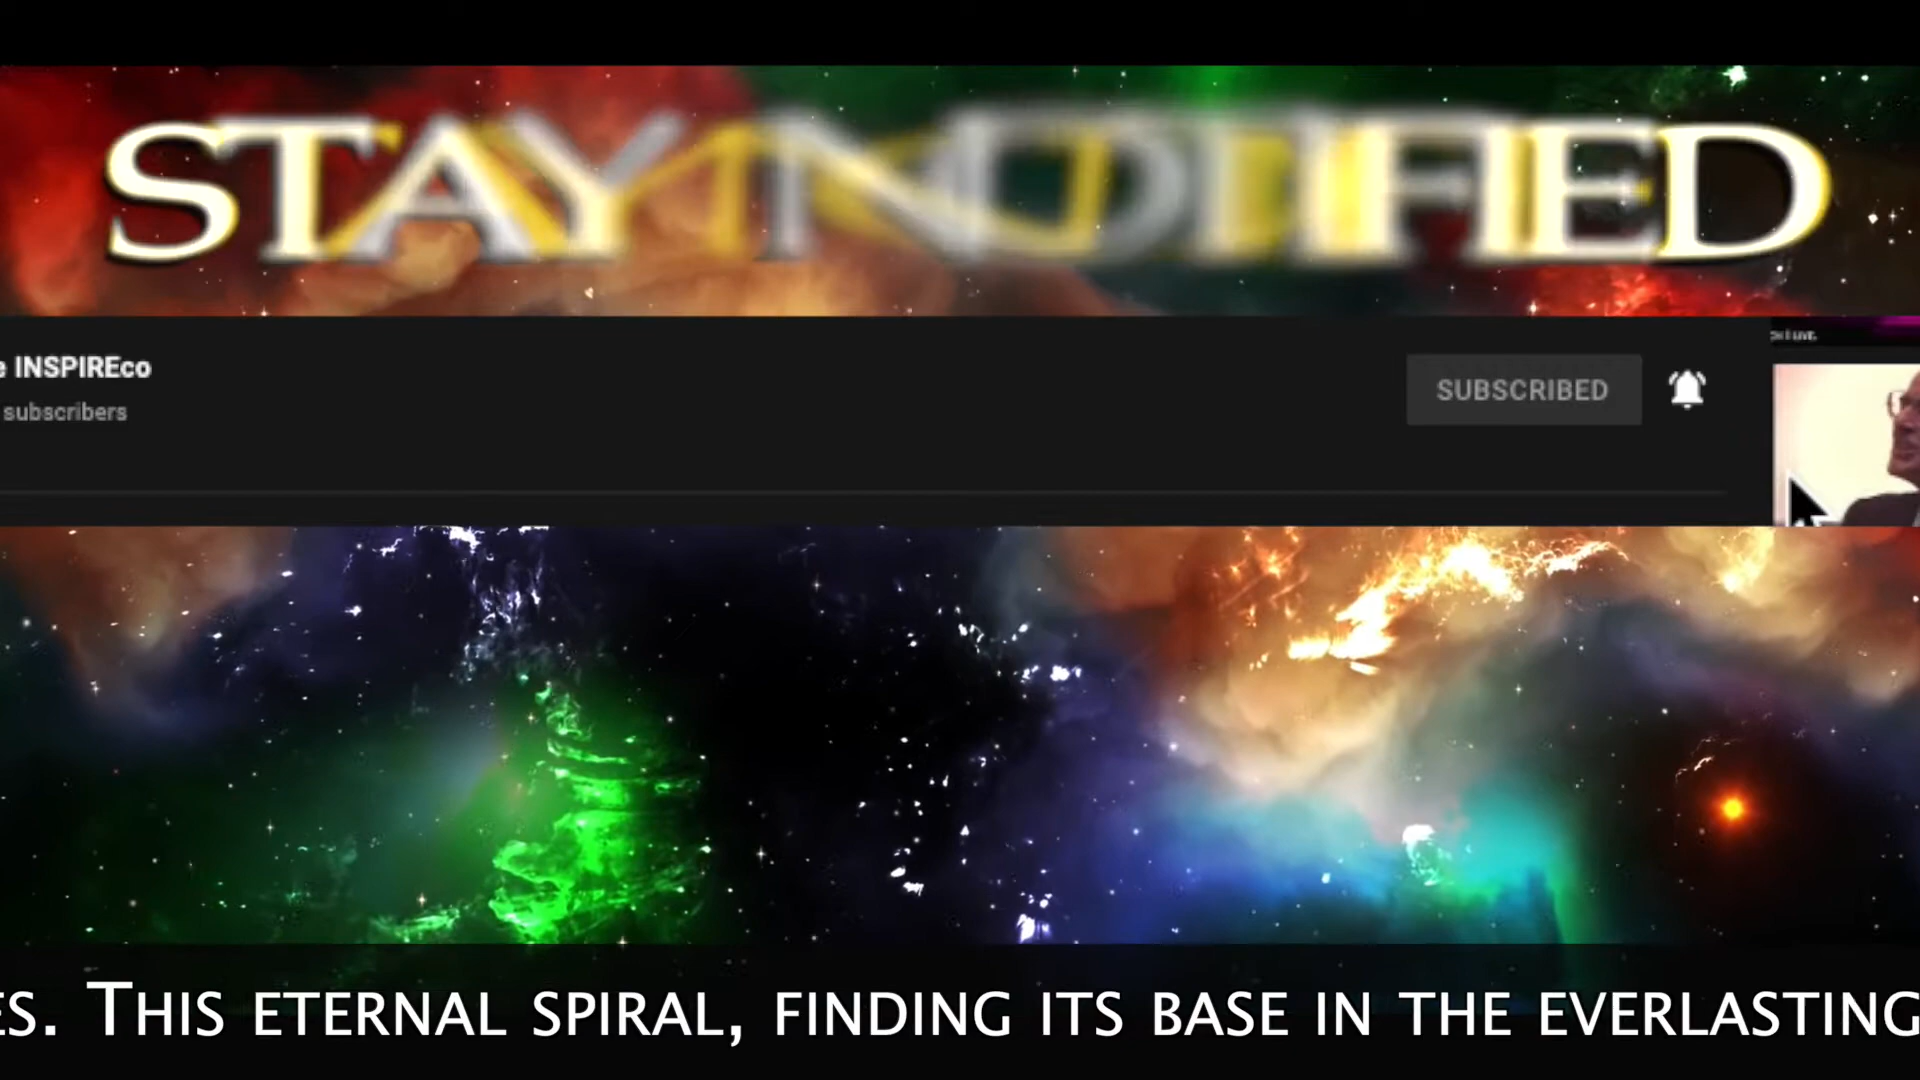 STAY NOTIFIED
e INSPIREco
subscribers
SUBSCRIBED
ES. THIS ETERNAL SPIRAL, FINDING ITS BASE IN THE EVERLASTING